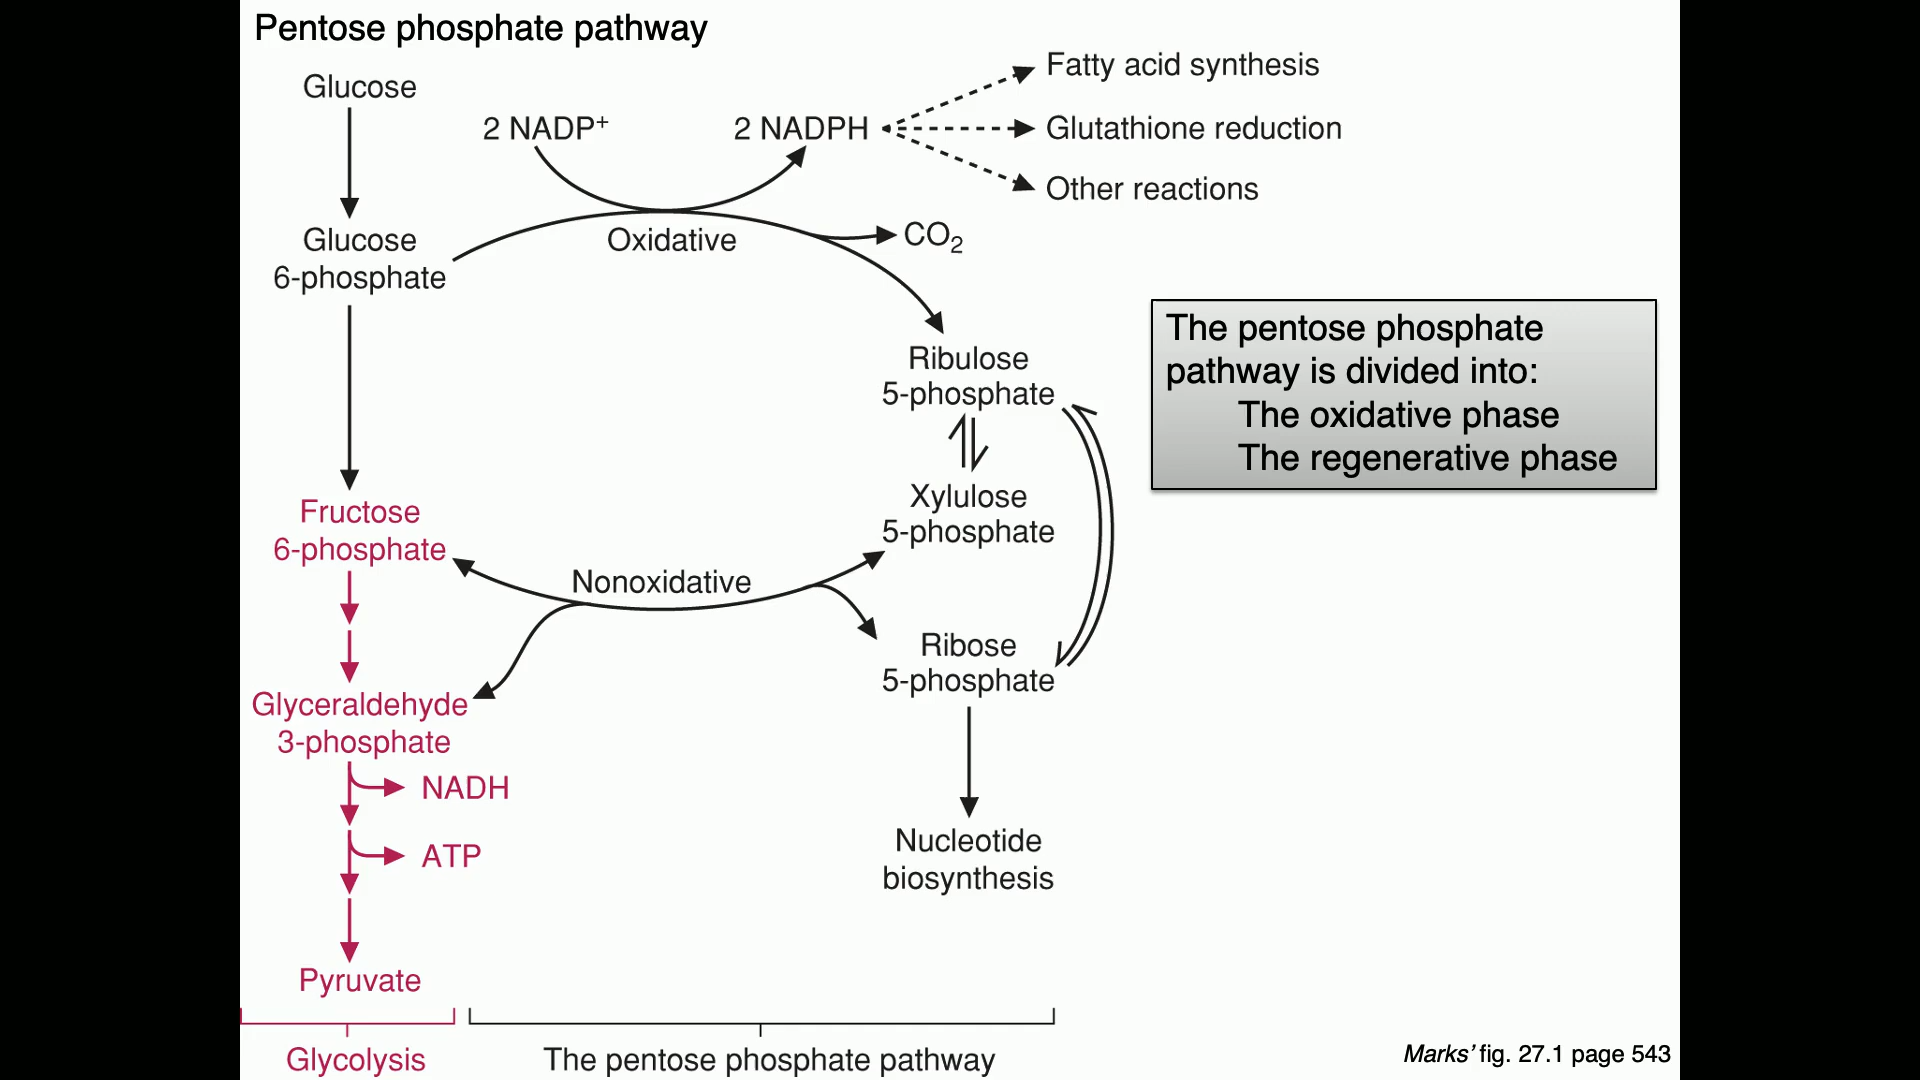 Pentose phosphate pathway
Glucose
2 NADP⁺
2 NADPH
Fatty acid synthesis
Glutathione reduction
Other reactions
Glucose
6-phosphate
Oxidative
CO₂
Ribulose
5-phosphate
The pentose phosphate
pathway is divided into:
The oxidative phase
The regenerative phase
Xylulose
5-phosphate
Fructose
6-phosphate
Nonoxidative
Ribose
5-phosphate
Glyceraldehyde
3-phosphate
NADH
ATP
Nucleotide
biosynthesis
Pyruvate
Glycolysis
The pentose phosphate pathway
Marks’ fig. 27.1 page 543